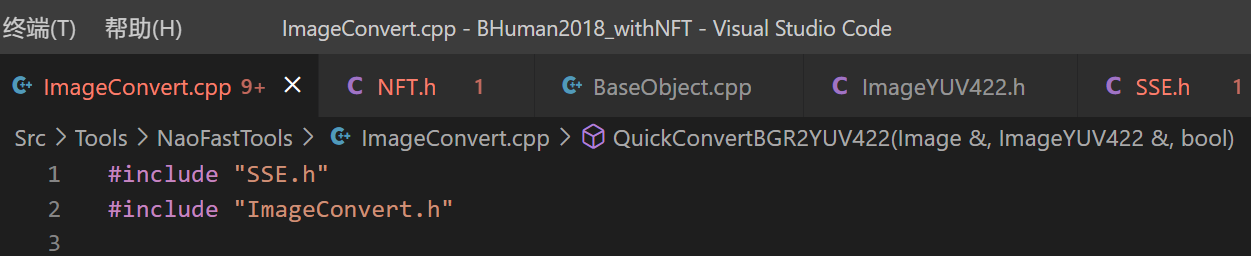 终端(T) 帮助(H) ImageConvert.cpp - BHuman2018_withNFT - Visual Studio Code
ImageConvert.cpp 9+ NFT.h 1 BaseObject.cpp ImageYUV422.h SSE.h 1
Src > Tools > NaoFastTools > ImageConvert.cpp > QuickConvertBGR2YUV422(Image &, ImageYUV422 &, bool)
1 #include "SSE.h"
2 #include "ImageConvert.h"
3